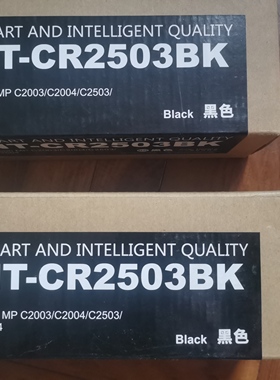 ART AND INTELLIGENT QUALITY
T-CR2503BK
MP C2003/C2004/C2503/
Black 黑色
ART AND INTELLIGENT QUALITY
T-CR2503BK
MP C2003/C2004/C2503/
4
Black 黑色